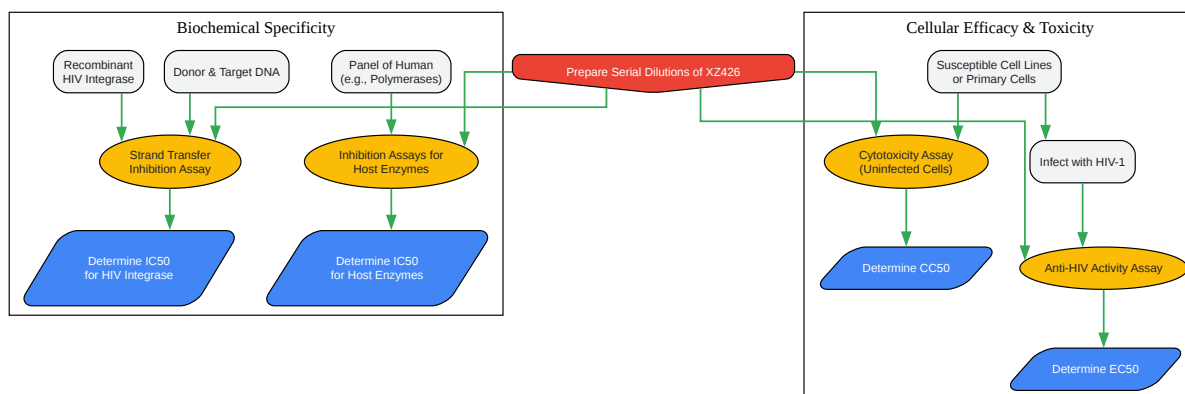 Biochemical Specificity
Cellular Efficacy & Toxicity
Recombinant
HIV Integrase
Donor & Target DNA
Panel of Human
(e.g., Polymerases)
Prepare Serial Dilutions of XZ426
Susceptible Cell Lines
or Primary Cells
Strand Transfer
Inhibition Assay
Inhibition Assays for
Host Enzymes
Cytotoxicity Assay
(Uninfected Cells)
Infect with HIV-1
Determine IC50
for HIV Integrase
Determine IC50
for Host Enzymes
Determine CC50
Anti-HIV Activity Assay
Determine EC50